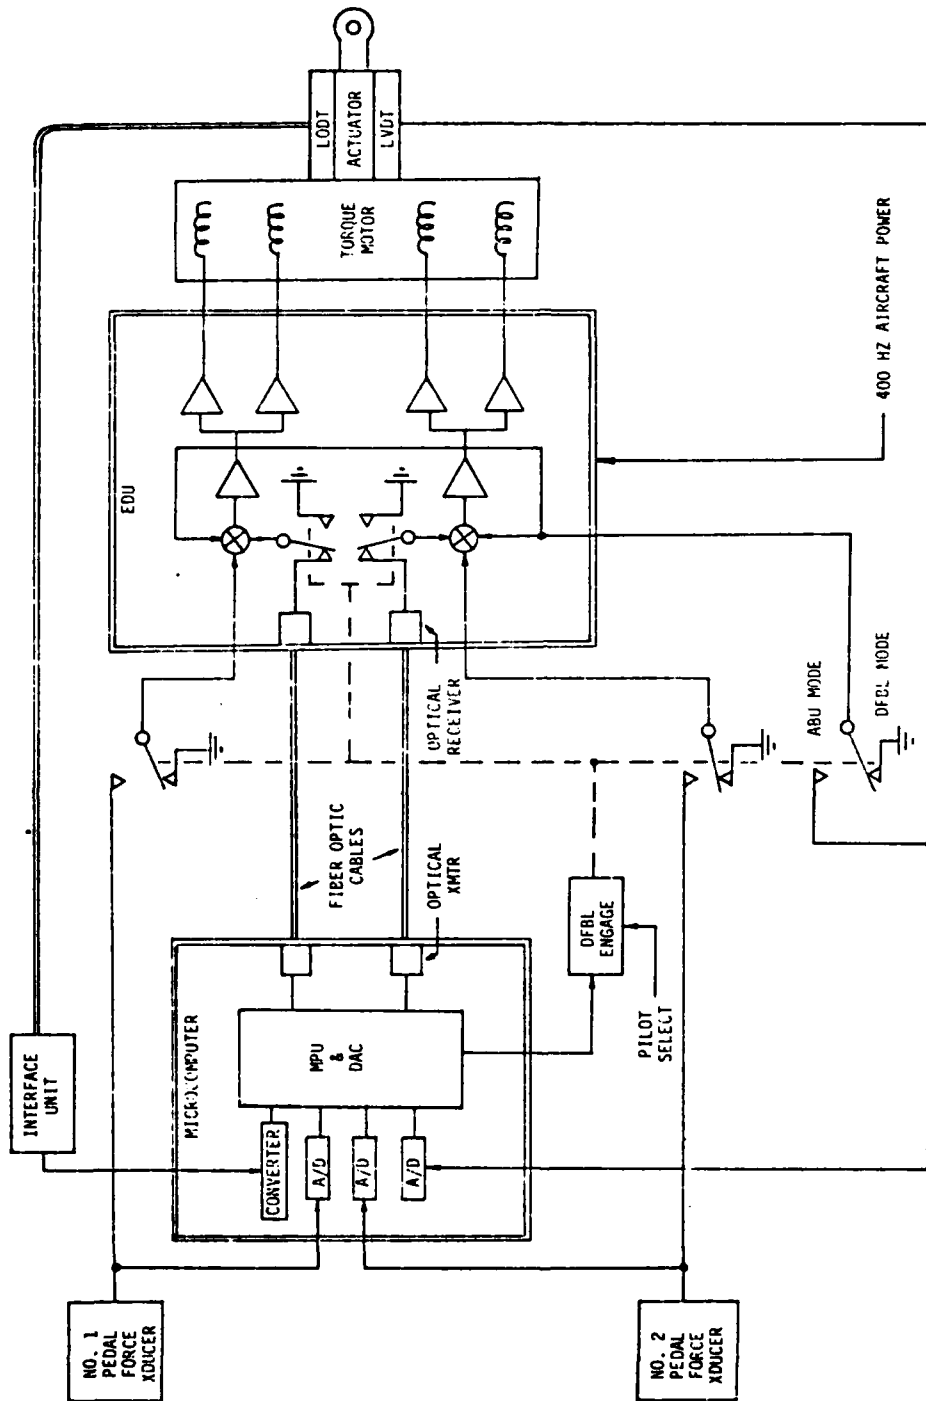 NO. 1
PEDAL
FORCE
XDUCER
NO. 2
PEDAL
FORCE
XDUCER
INTERFACE
UNIT
MICROCOMPUTER
CONVERTER
A/D
A/D
A/D
MPU
&
DAC
OPTICAL
XMTR
FIBER OPTIC
CABLES
PILOT
SELECT
DFBL
ENGAGE
OPTICAL
RECEIVER
ABU MODE
DFBL MODE
EDU
400 HZ AIRCRAFT POWER
TORQUE
MOTOR
LODT
ACTUATOR
LVDT